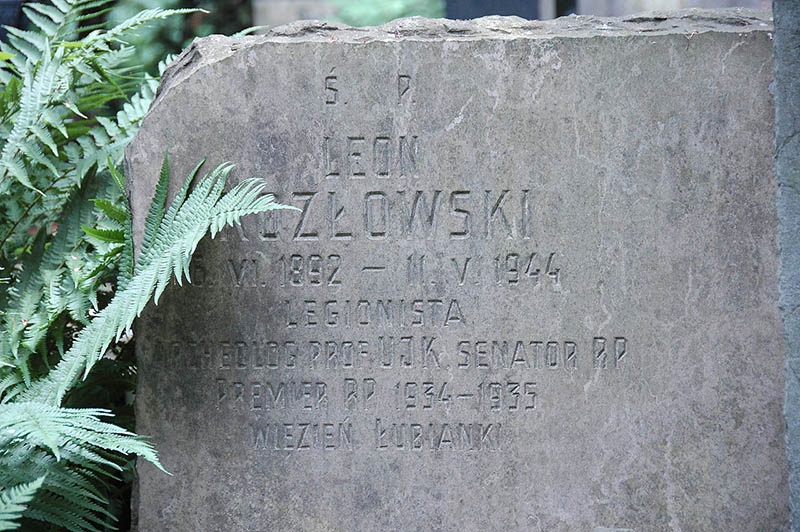 Ś. P.
LEON
KOZŁOWSKI
6. VI. 1892 – 11. V. 1944
LEGIONISTA
ARCHEOLOG PROF. UJK. SENATOR RP
PREMIER RP 1934–1935
WIĘZIEŃ ŁUBIANKI